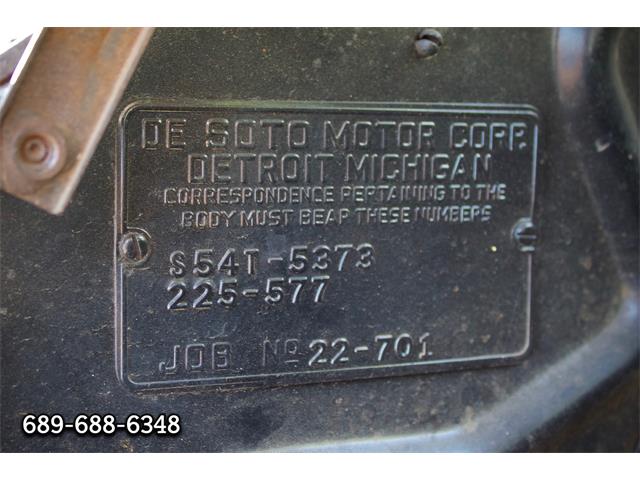 DE SOTO MOTOR CORP.
DETROIT MICHIGAN
CORRESPONDENCE PERTAINING TO THE
BODY MUST BEAR THESE NUMBERS
S54T-5373
225-577
JOB Nº 22-701
689-688-6348